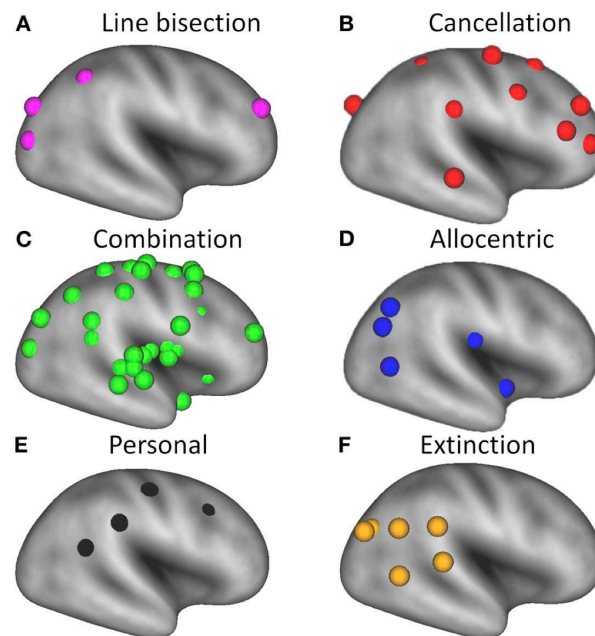 A Line bisection
B Cancellation
C Combination
D Allocentric
E Personal
F Extinction